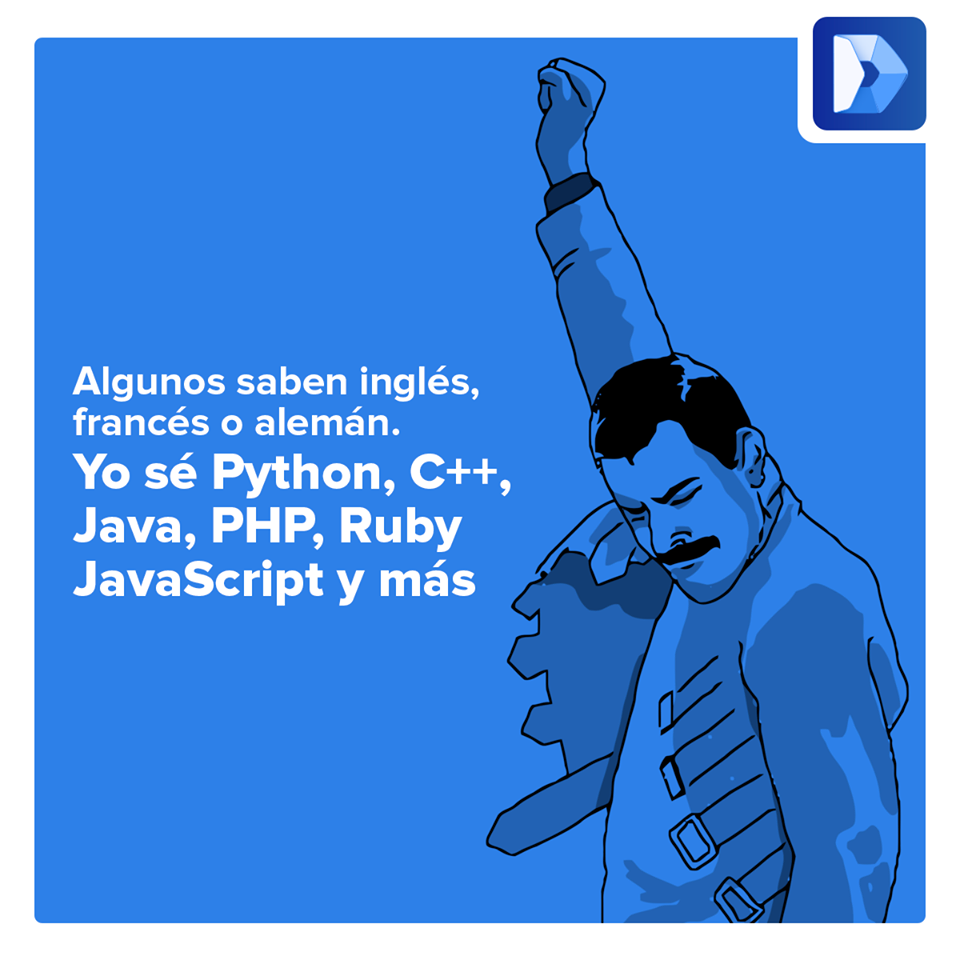 Algunos saben inglés,
francés o alemán.
Yo sé Python, C++,
Java, PHP, Ruby
JavaScript y más